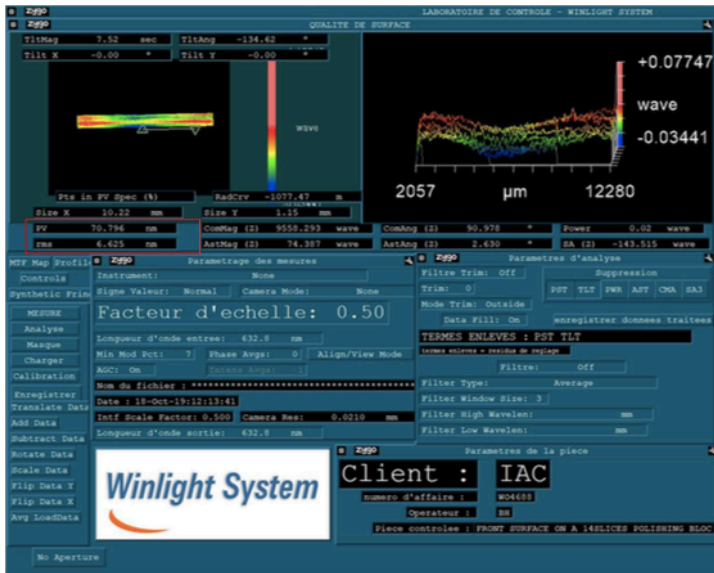 Zygo LABORATOIRE DE CONTROLE - WINLIGHT SYSTEM
Zygo QUALITE DE SURFACE
TltMag 7.52 sec TltAng -134.62 °
Tilt X -0.00 ° Tilt Y -0.00 °
wave
+0.07747
wave
-0.03441
2057 µm 12280
Pts in PV Spec (%) RadCrv -1077.47 m
Size X 10.22 mm Size Y 1.15 mm
PV 70.796 nm ComMag (Z) 9558.293 wave ComAng (Z) 90.978 ° Power 0.02 wave
rms 6.625 nm AstMag (Z) 74.387 wave AstAng (Z) 2.630 ° SA (Z) -143.515 wave
MTF Map Profil
Controls
Synthetic Frin
MESURE
Analyse
Masque
Charger
Calibration
Enregistrer
Translate Data
Add Data
Subtract Data
Rotate Data
Scale Data
Flip Data Y
Flip Data X
Avg LoadData
No Aperture
Zygo Parametrage des mesures
Instrument: None
Signe Valeur: Normal Camera Mode: None
Facteur d'echelle: 0.50
Longueur d'onde entree: 632.8 nm
Min Mod Pct: 7 Phase Avgs: 0 Align/View Mode
AGC: On Intens Avgs: 1
Nom du fichier : ****************************************
Date : 18-Oct-19:12:13:41
Intf Scale Factor: 0.500 Camera Res: 0.0210 mm
Longueur d'onde sortie: 632.8 nm
Zygo Parametres d'analyse
Filtre Trim: Off Suppression
Trim: 0 PST TLT PWR AST CMA SA3
Mode Trim: Outside
Data Fill: On enregistrer donnees traitees
TERMES ENLEVES : PST TLT
termes enleves = residus de reglage
Filtre: Off
Filter Type: Average
Filter Window Size: 3
Filter High Wavelen: mm
Filter Low Wavelen: mm
Winlight System
Zygo Parametres de la piece
Client : IAC
numero d'affaire : WO4688
Operateur : BH
Piece controlee : FRONT SURFACE ON A 14SLICES POLISHING BLOC